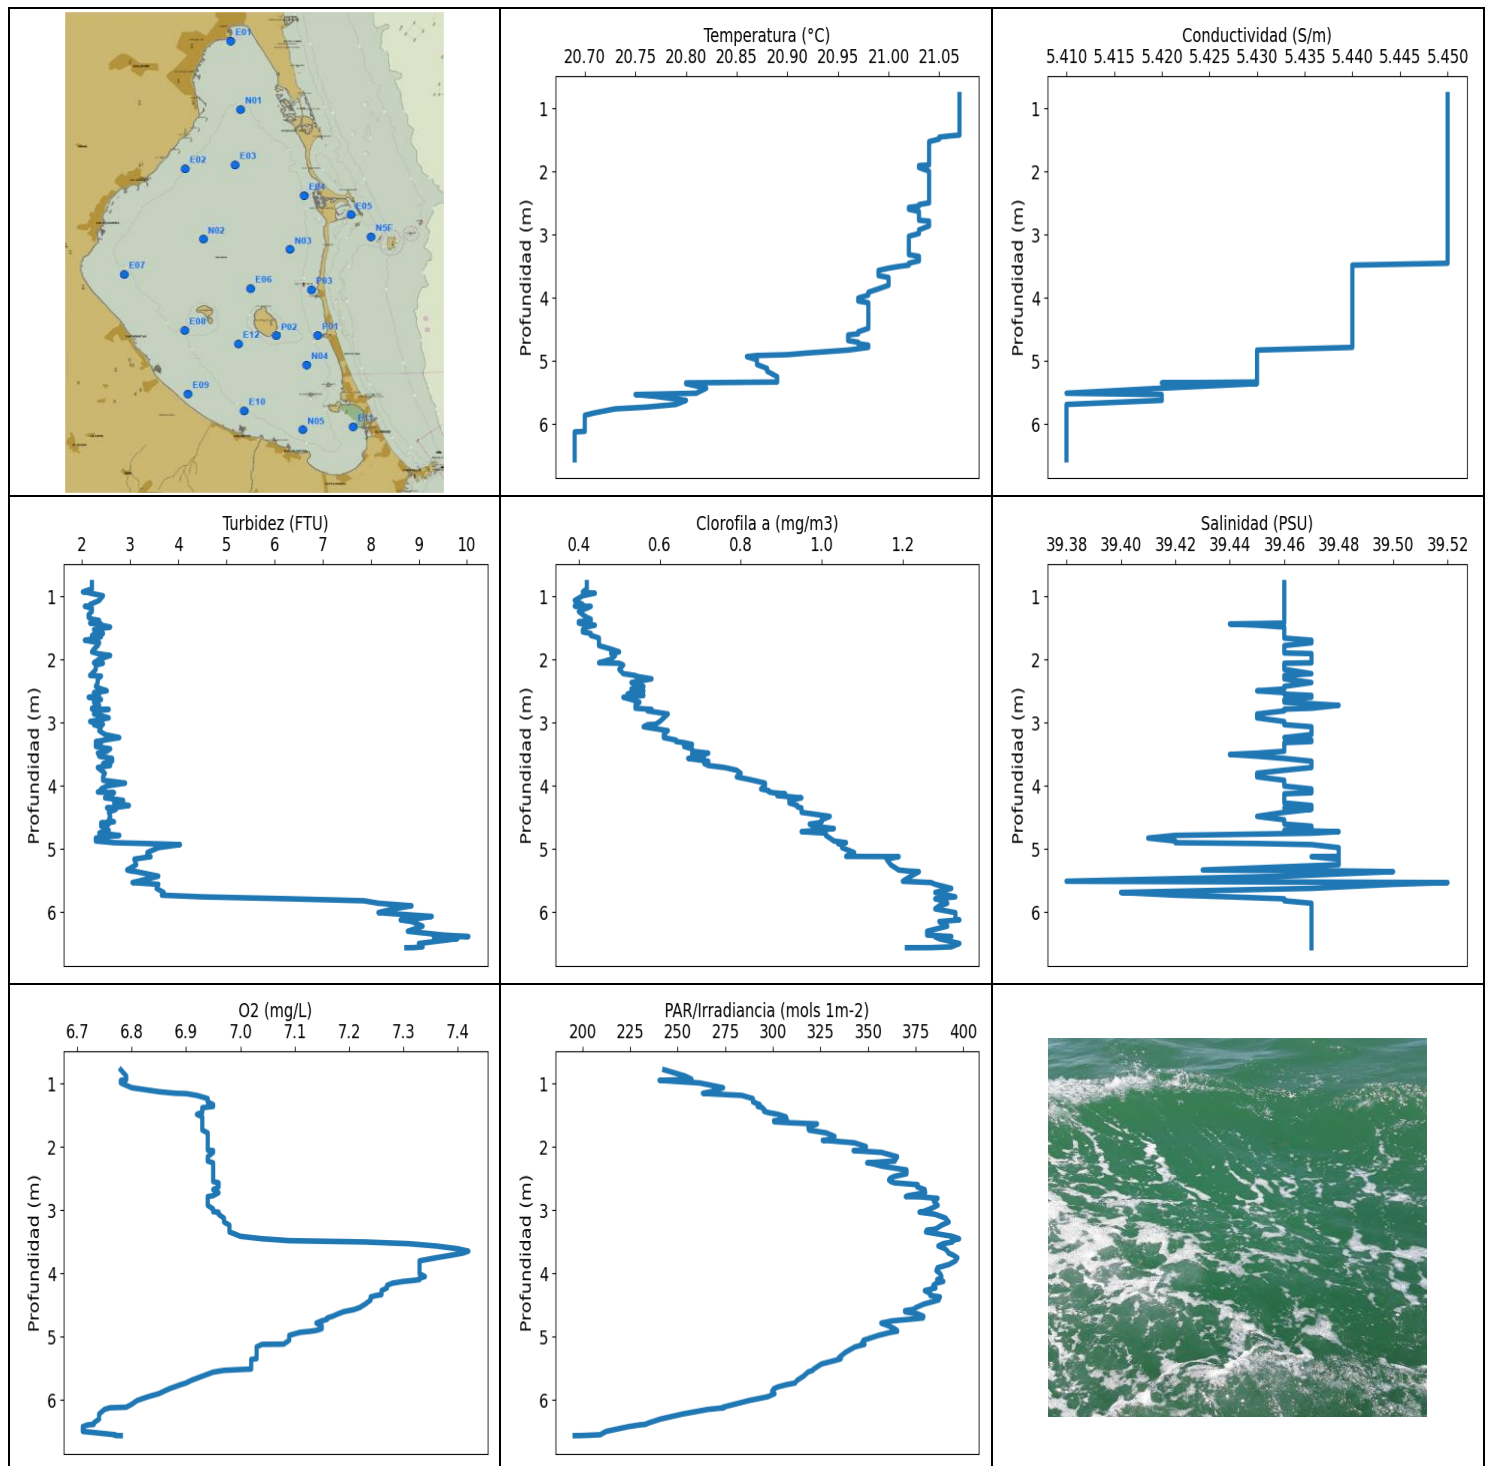 E01
N01
E02
E03
E04
E05
N5F
N02
N03
E07
E06
P03
E08
P02
P01
E12
N04
E09
E10
N05
E11
Temperatura (°C)
20.70 20.75 20.80 20.85 20.90 20.95 21.00 21.05
Profundidad (m)
1
2
3
4
5
6
Conductividad (S/m)
5.410 5.415 5.420 5.425 5.430 5.435 5.440 5.445 5.450
Profundidad (m)
1
2
3
4
5
6
Turbidez (FTU)
2 3 4 5 6 7 8 9 10
Profundidad (m)
1
2
3
4
5
6
Clorofila a (mg/m3)
0.4 0.6 0.8 1.0 1.2
Profundidad (m)
1
2
3
4
5
6
Salinidad (PSU)
39.38 39.40 39.42 39.44 39.46 39.48 39.50 39.52
Profundidad (m)
1
2
3
4
5
6
O2 (mg/L)
6.7 6.8 6.9 7.0 7.1 7.2 7.3 7.4
Profundidad (m)
1
2
3
4
5
6
PAR/Irradiancia (mols 1m-2)
200 225 250 275 300 325 350 375 400
Profundidad (m)
1
2
3
4
5
6